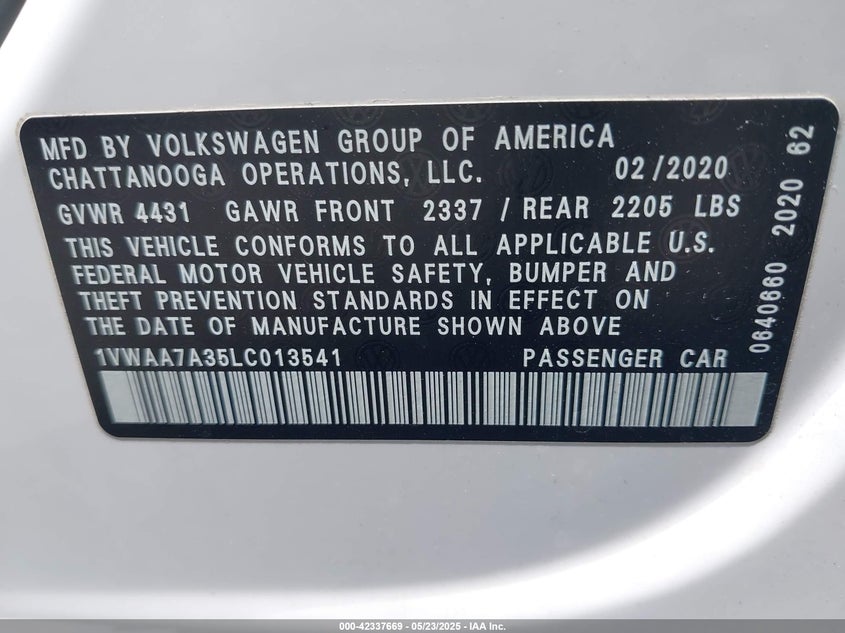 MFD BY VOLKSWAGEN GROUP OF AMERICA
CHATTANOOGA OPERATIONS, LLC. 02/2020
GVWR 4431 GAWR FRONT 2337 / REAR 2205 LBS
THIS VEHICLE CONFORMS TO ALL APPLICABLE U.S.
FEDERAL MOTOR VEHICLE SAFETY, BUMPER AND
THEFT PREVENTION STANDARDS IN EFFECT ON
THE DATE OF MANUFACTURE SHOWN ABOVE
1VWAA7A35LC013541 PASSENGER CAR
0640660 2020 62
000-42337669 - 05/23/2025 - IAA Inc.